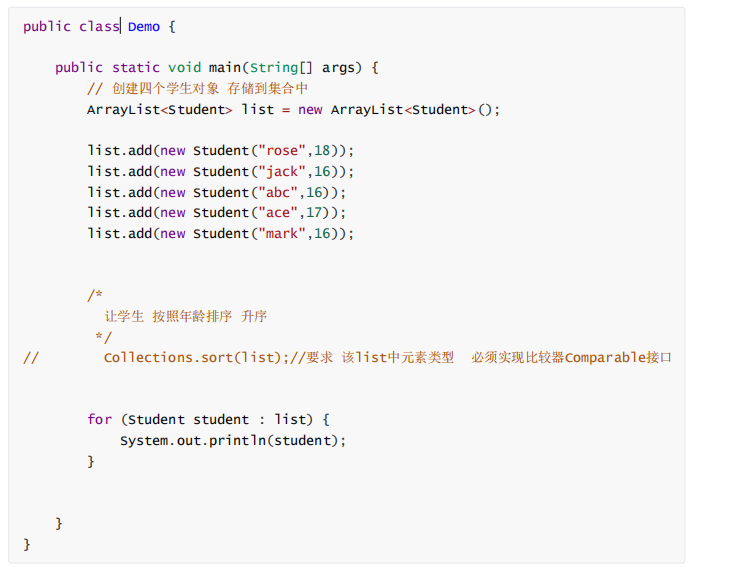 public class Demo {
public static void main(String[] args) {
// 创建四个学生对象 存储到集合中
ArrayList<Student> list = new ArrayList<Student>();
list.add(new Student("rose",18));
list.add(new Student("jack",16));
list.add(new Student("abc",16));
list.add(new Student("ace",17));
list.add(new Student("mark",16));
/*
让学生 按照年龄排序 升序
*/
// Collections.sort(list);//要求 该list中元素类型 必须实现比较器Comparable接口
for (Student student : list) {
System.out.println(student);
}
}
}